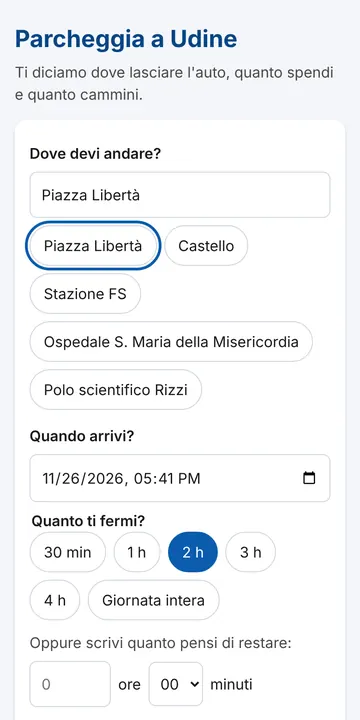 Parcheggia a Udine
Ti diciamo dove lasciare l'auto, quanto spendi
e quanto cammini.
Dove devi andare?
Piazza Libertà
Piazza Libertà
Castello
Stazione FS
Ospedale S. Maria della Misericordia
Polo scientifico Rizzi
Quando arrivi?
11/26/2026, 05:41 PM
Quanto ti fermi?
30 min
1 h
2 h
3 h
4 h
Giornata intera
Oppure scrivi quanto pensi di restare:
0 ore 00 minuti